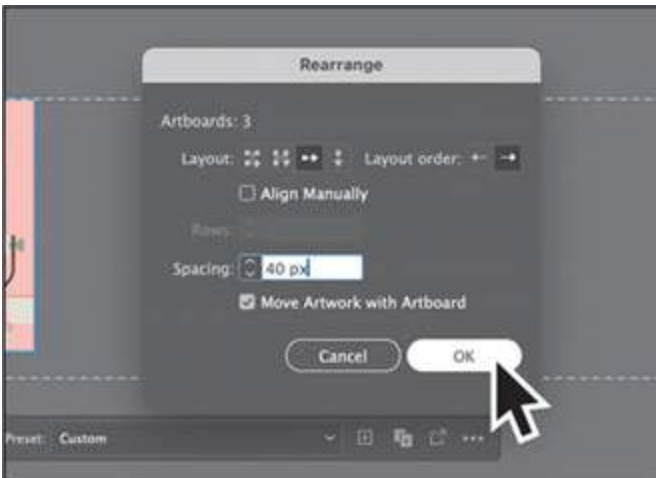 Rearrange
Artboards: 3
Layout: Layout order:
Align Manually
Rows:
Spacing: 40 px
Move Artwork with Artboard
Cancel OK
Preset: Custom